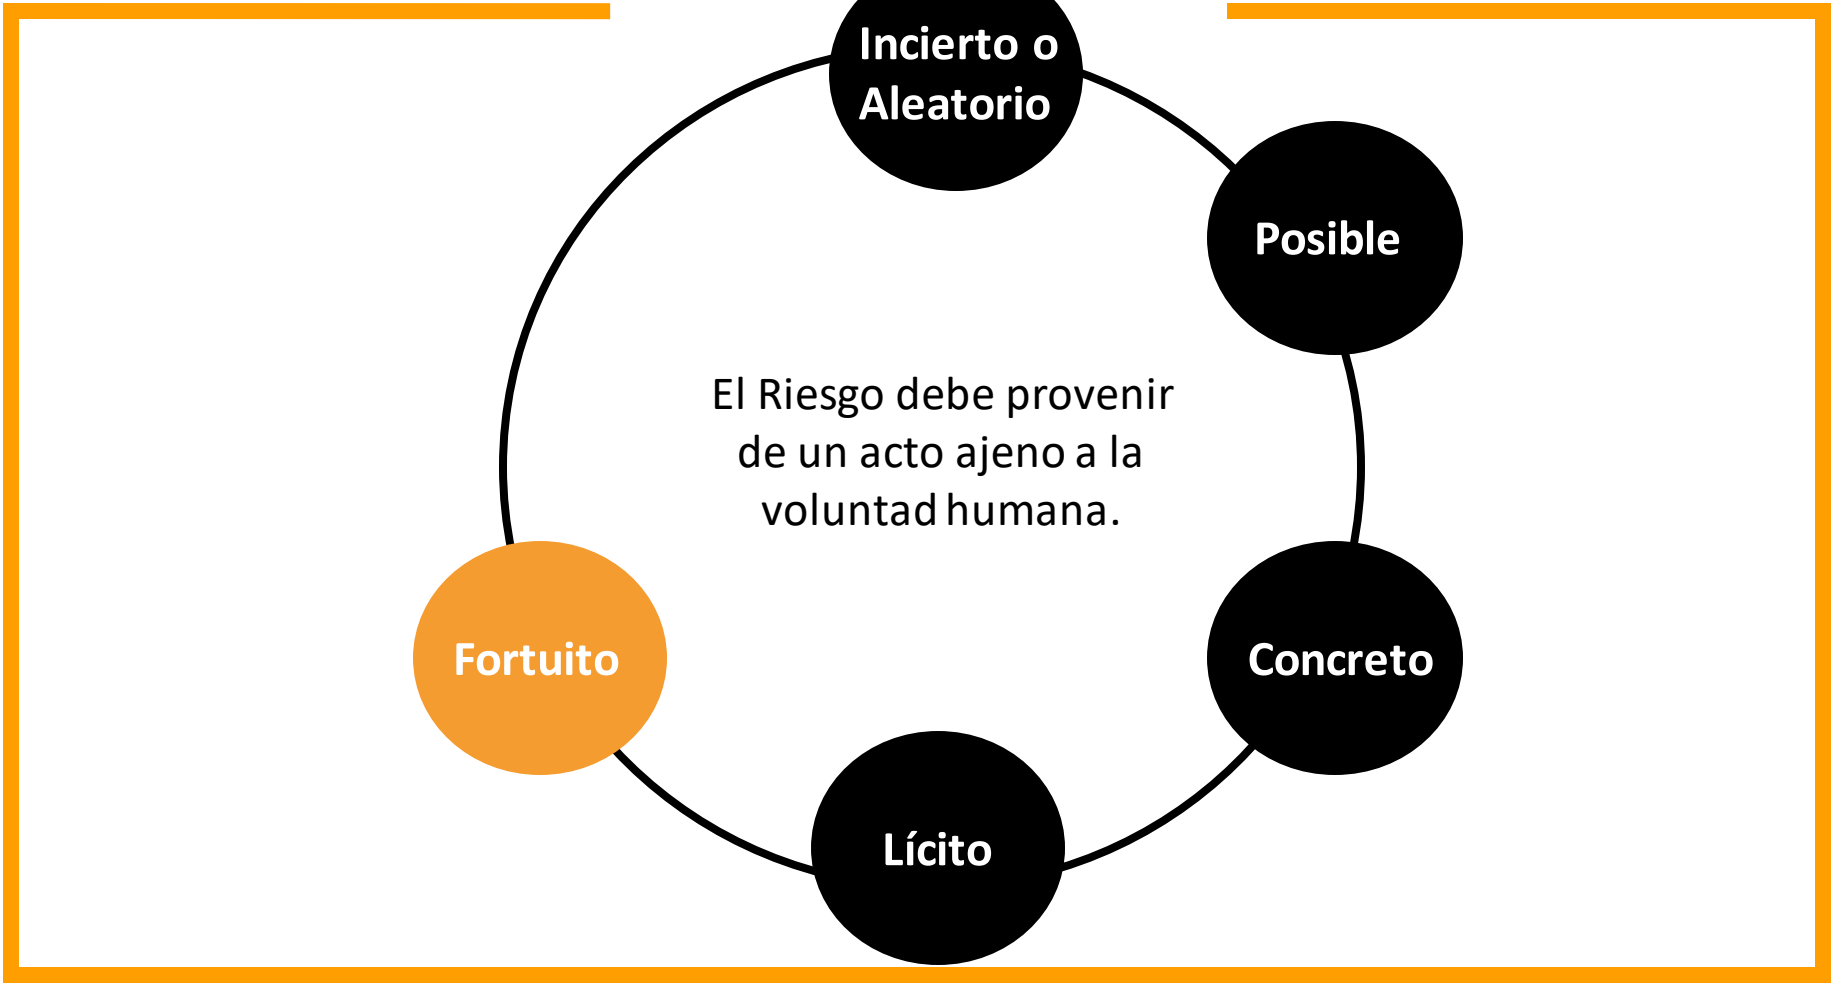 Incierto o
Aleatorio
Posible
El Riesgo debe provenir
de un acto ajeno a la
voluntad humana.
Fortuito
Concreto
Lícito